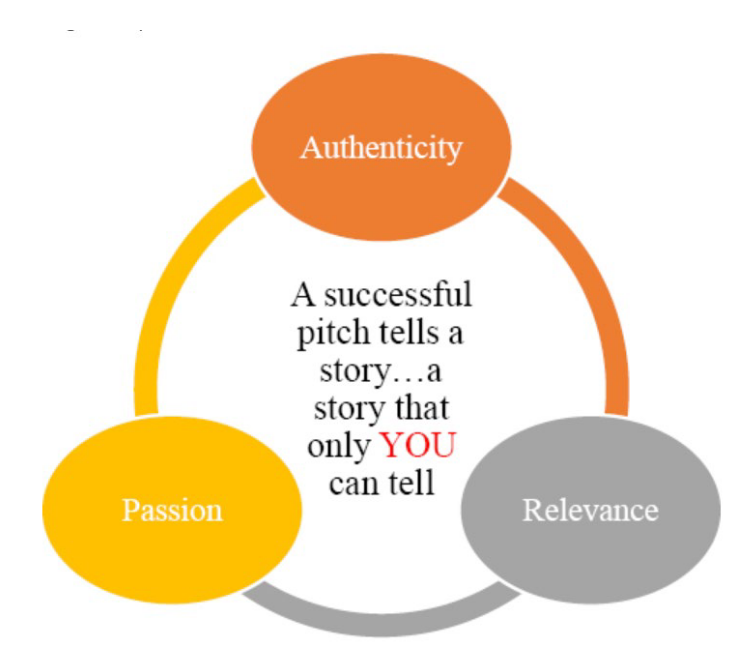 Authenticity
A successful
pitch tells a
story…a
story that
only YOU
can tell
Passion
Relevance